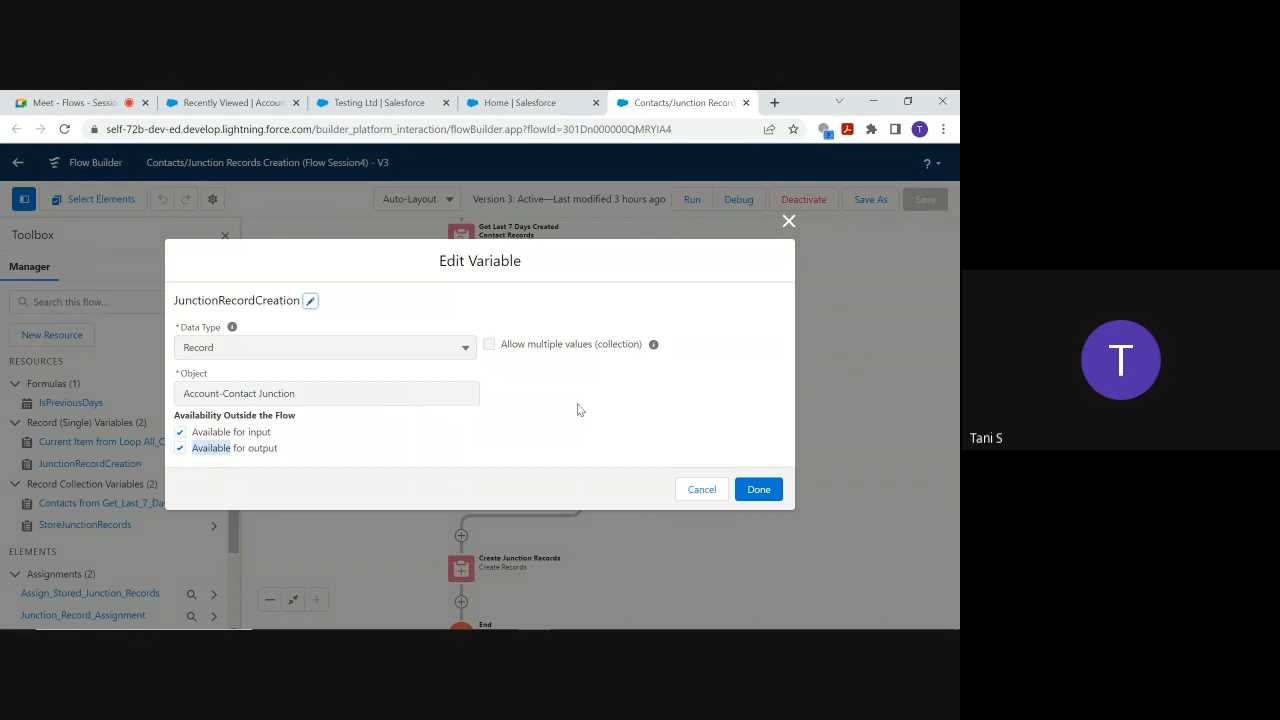 Meet - Flows - Sessio
Recently Viewed | Accoun
Testing Ltd | Salesforce
Home | Salesforce
Contacts/Junction Record
self-72b-dev-ed.develop.lightning.force.com/builder_platform_interaction/flowBuilder.app?flowId=301Dn000000QMRYIA4
T
Flow Builder
Contacts/Junction Records Creation (Flow Session4) - V3
?
Select Elements
Auto-Layout
Version 3: Active—Last modified 3 hours ago
Run
Debug
Deactivate
Save As
Save
Toolbox
Manager
Search this flow...
New Resource
RESOURCES
Formulas (1)
IsPreviousDays
Record (Single) Variables (2)
Current Item from Loop All_C
JunctionRecordCreation
Record Collection Variables (2)
Contacts from Get_Last_7_Da
StoreJunctionRecords
ELEMENTS
Assignments (2)
Assign_Stored_Junction_Records
Junction_Record_Assignment
Get Last 7 Days Created
Contact Records
Edit Variable
JunctionRecordCreation
*Data Type
Record
Allow multiple values (collection)
*Object
Account-Contact Junction
Availability Outside the Flow
Available for input
Available for output
Cancel
Done
Create Junction Records
Create Records
End
T
Tani S